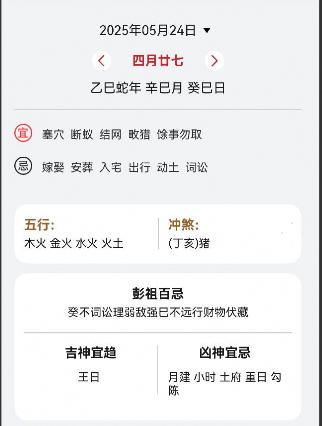 2025年05月24日
四月廿七
乙巳蛇年 辛巳月 癸巳日
宜 塞穴 断蚁 结网 畋猎 馀事勿取
忌 嫁娶 安葬 入宅 出行 动土 词讼
五行: 冲煞:
木火 金火 水火 火土 (丁亥)猪
彭祖百忌
癸不词讼理弱敌强巳不远行财物伏藏
吉神宜趋 凶神宜忌
王日 月建 小时 土府 重日 勾
陈